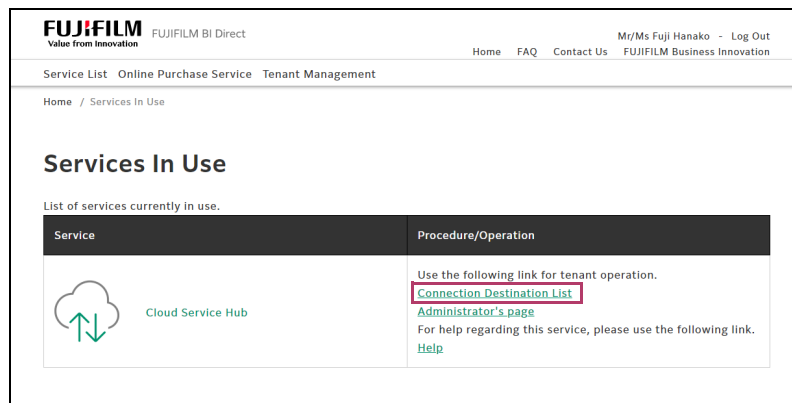 FUJIFILM
Value from Innovation
FUJIFILM BI Direct
Mr/Ms Fuji Hanako - Log Out
Home FAQ Contact Us FUJIFILM Business Innovation
Service List Online Purchase Service Tenant Management
Home / Services In Use
Services In Use
List of services currently in use.
Service Procedure/Operation
Cloud Service Hub
Use the following link for tenant operation.
Connection Destination List
Administrator's page
For help regarding this service, please use the following link.
Help